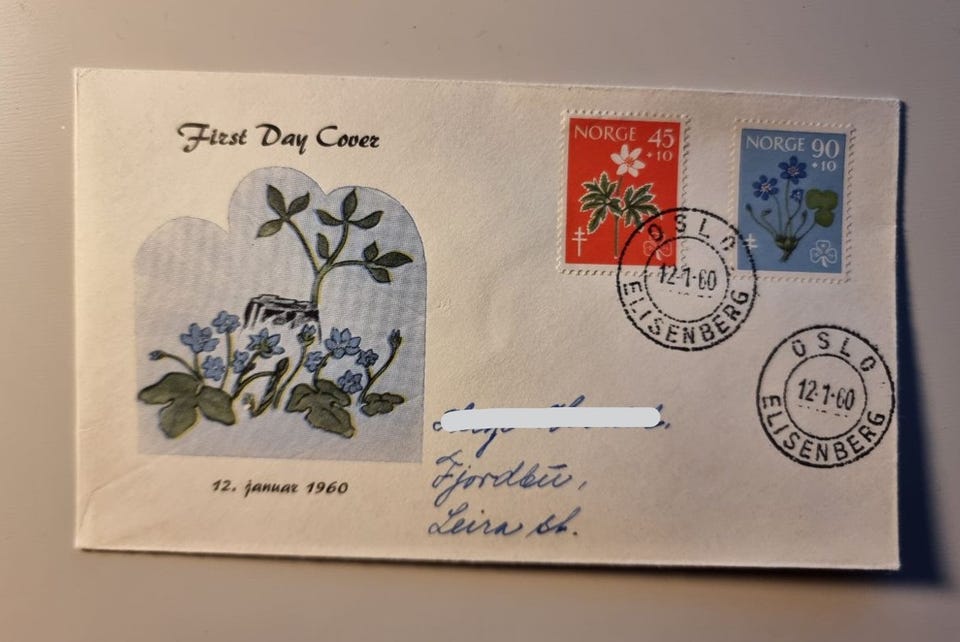 First Day Cover
NORGE 45
+10
NORGE 90
+10
OSLO
12-1-60
ELISENBERG
OSLO
12·1·60
ELISENBERG
Fjordbu,
Leira st.
12. januar 1960